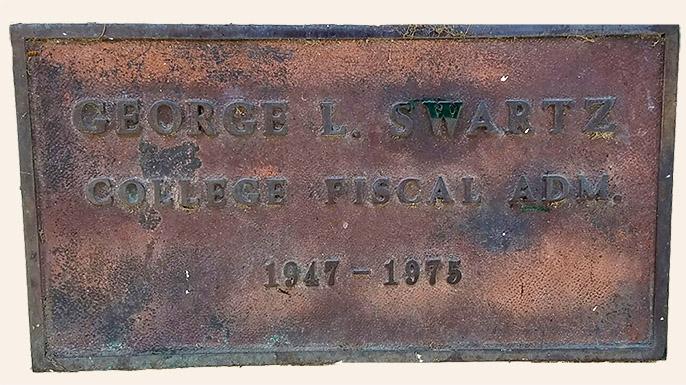 GEORGE L. SWARTZ
COLLEGE FISCAL ADM.
1947 - 1975